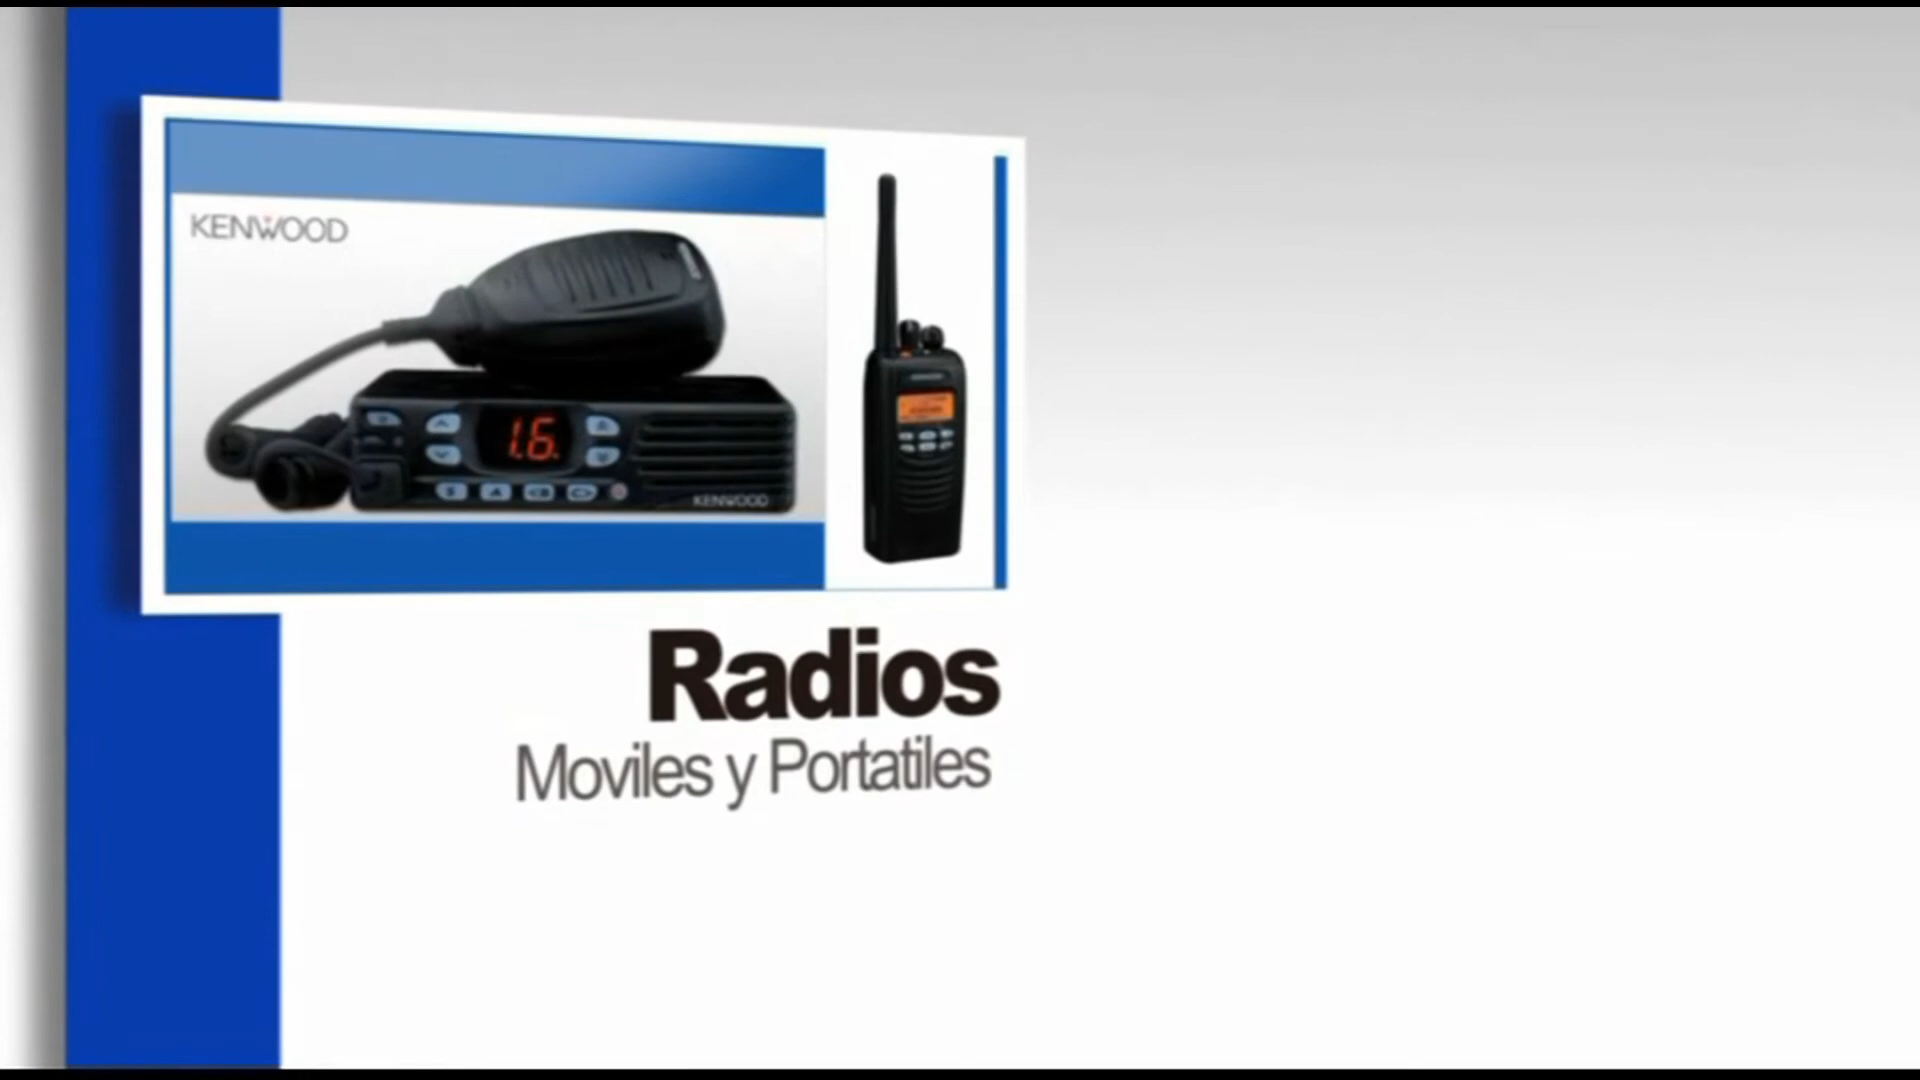 KENWOOD
1.6.
KENWOOD
Radios
Moviles y Portatiles